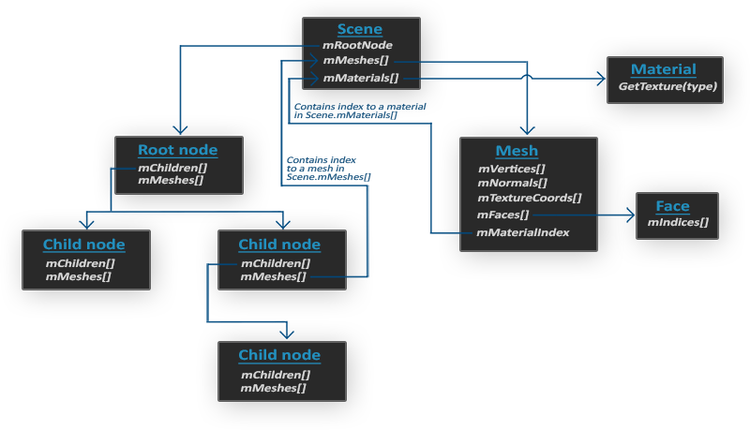 Scene
mRootNode
mMeshes[]
mMaterials[]
Material
GetTexture(type)
Contains index to a material
in Scene.mMaterials[]
Root node
mChildren[]
mMeshes[]
Contains index
to a mesh in
Scene.mMeshes[]
Mesh
mVertices[]
mNormals[]
mTextureCoords[]
mFaces[]
mMaterialIndex
Face
mIndices[]
Child node
mChildren[]
mMeshes[]
Child node
mChildren[]
mMeshes[]
Child node
mChildren[]
mMeshes[]